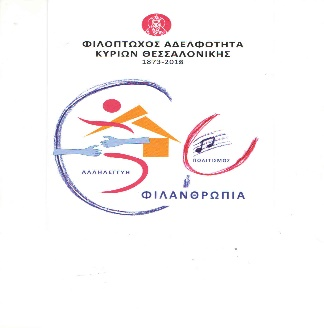 ΦΙΛΟΠΤΩΧΟΣ ΑΔΕΛΦΟΤΗΤΑ
ΚΥΡΙΩΝ ΘΕΣΣΑΛΟΝΙΚΗΣ
1873-2018
ΠΟΛΙΤΙΣΜΟΣ
ΑΛΛΗΛΕΓΓΥΗ
ΦΙΛΑΝΘΡΩΠΙΑ